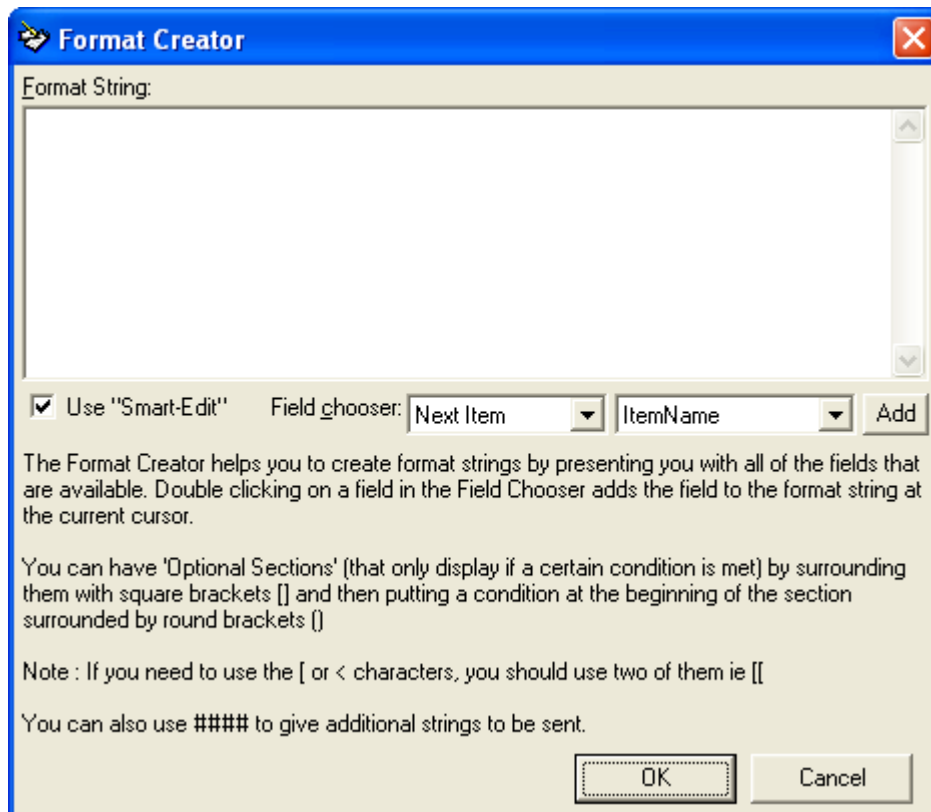 Format Creator
Format String:
Use "Smart-Edit" Field chooser: Next Item ItemName Add
The Format Creator helps you to create format strings by presenting you with all of the fields that
are available. Double clicking on a field in the Field Chooser adds the field to the format string at
the current cursor.
You can have 'Optional Sections' (that only display if a certain condition is met) by surrounding
them with square brackets [] and then putting a condition at the beginning of the section
surrounded by round brackets ()
Note : If you need to use the [ or < characters, you should use two of them ie [[
You can also use #### to give additional strings to be sent.
OK Cancel